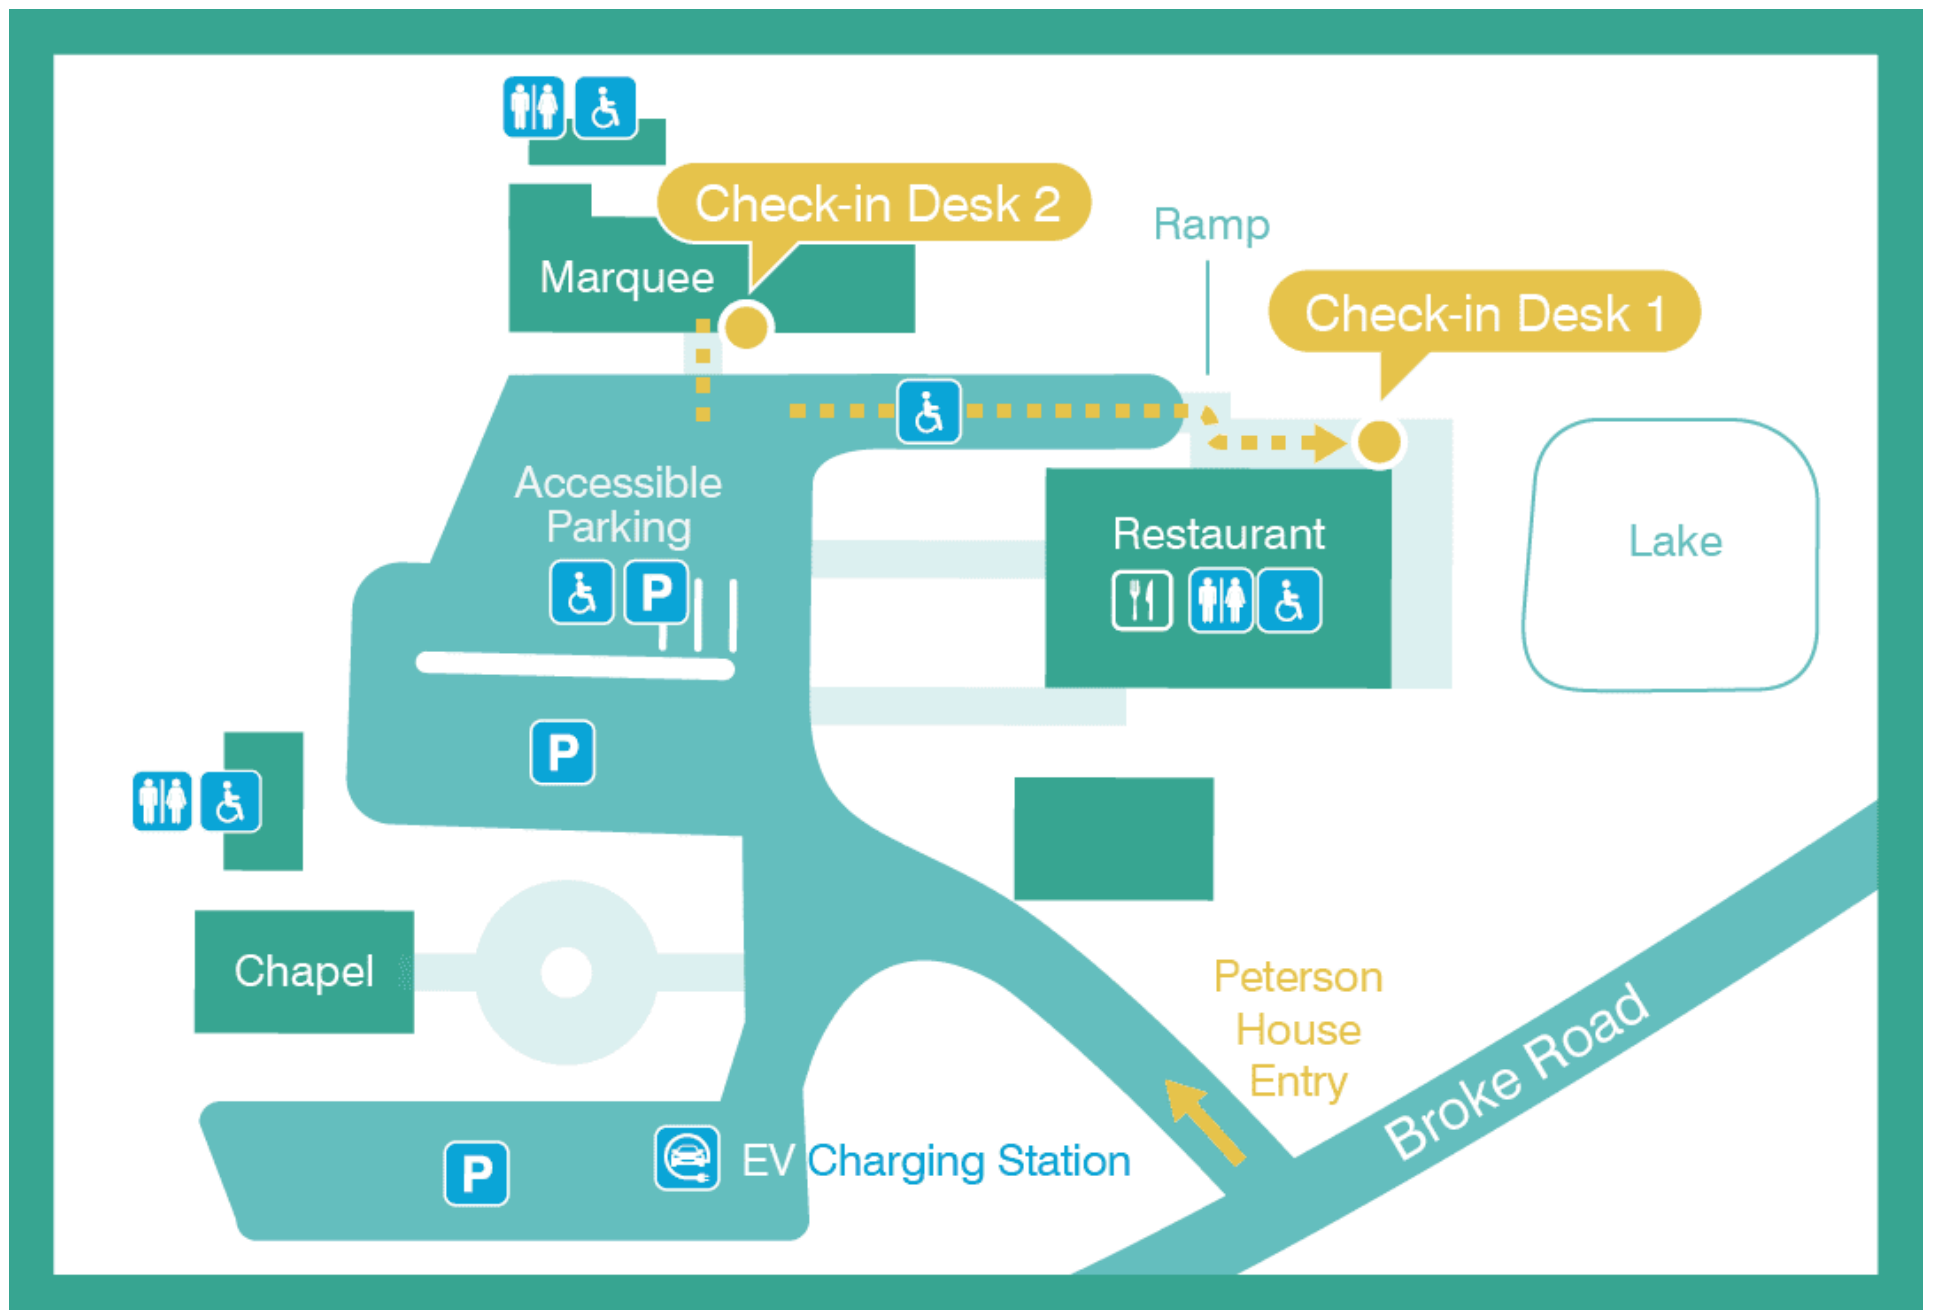 Check-in Desk 2
Ramp
Marquee
Check-in Desk 1
Accessible
Parking
P
Restaurant
Lake
P
Chapel
Peterson
House
Entry
Broke Road
P
EV Charging Station